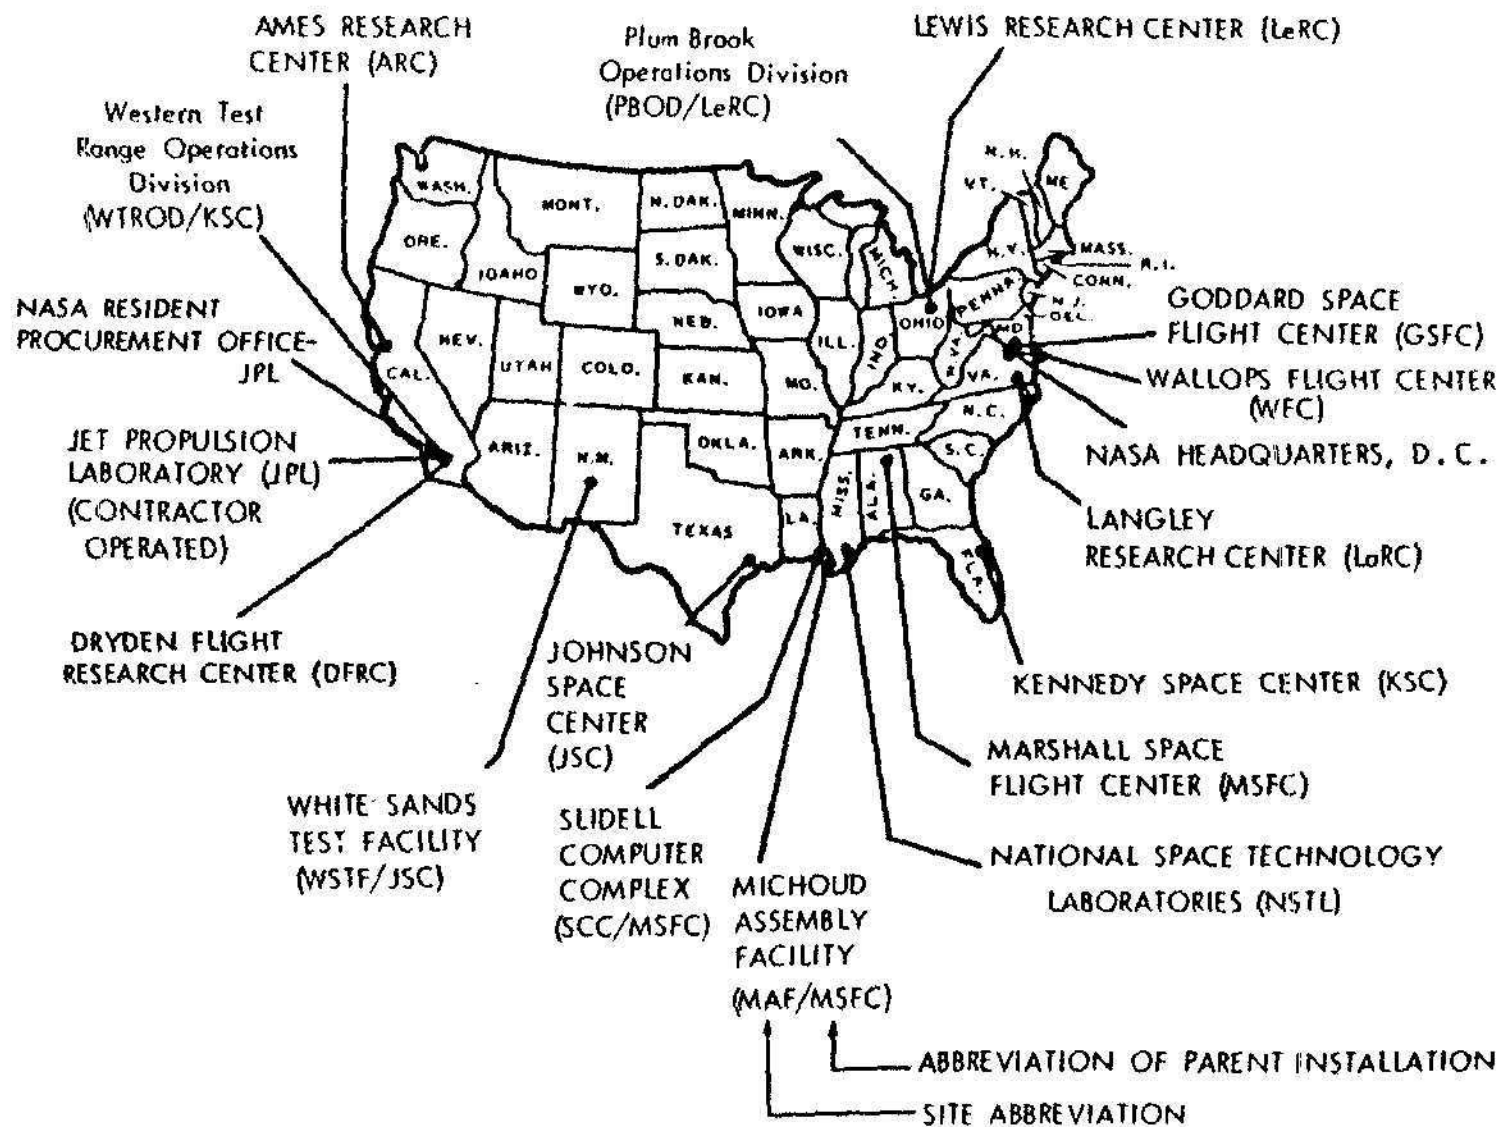 AMES RESEARCH
CENTER (ARC)
Plum Brook
Operations Division
(PBOD/LeRC)
LEWIS RESEARCH CENTER (LeRC)
Western Test
Range Operations
Division
(WTROD/KSC)
NASA RESIDENT
PROCUREMENT OFFICE-
JPL
JET PROPULSION
LABORATORY (JPL)
(CONTRACTOR
OPERATED)
DRYDEN FLIGHT
RESEARCH CENTER (DFRC)
WASH.
ORE.
IDAHO
MONT.
WYO.
NEV.
CAL.
UTAH
COLO.
ARIZ.
N.M.
N.DAK.
S.DAK.
NEB.
KAN.
OKLA.
TEXAS
MINN.
IOWA
MO.
ARK.
LA.
WISC.
ILL.
MICH.
IND.
OHIO
KY.
TENN.
MISS.
ALA.
GA.
FLA.
S.C.
N.C.
VA.
W.VA.
MD
PENNA.
N.Y.
N.H.
VT.
ME
MASS.
R.I.
CONN.
N.J.
DEL.
GODDARD SPACE
FLIGHT CENTER (GSFC)
WALLOPS FLIGHT CENTER
(WFC)
NASA HEADQUARTERS, D.C.
LANGLEY
RESEARCH CENTER (LaRC)
KENNEDY SPACE CENTER (KSC)
MARSHALL SPACE
FLIGHT CENTER (MSFC)
NATIONAL SPACE TECHNOLOGY
LABORATORIES (NSTL)
JOHNSON
SPACE
CENTER
(JSC)
WHITE SANDS
TEST FACILITY
(WSTF/JSC)
SLIDELL
COMPUTER
COMPLEX
(SCC/MSFC)
MICHOUD
ASSEMBLY
FACILITY
(MAF/MSFC)
ABBREVIATION OF PARENT INSTALLATION
SITE ABBREVIATION